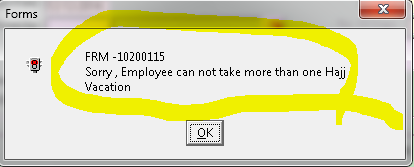 Forms
FRM -10200115
Sorry , Employee can not take more than one Hajj
Vacation
OK